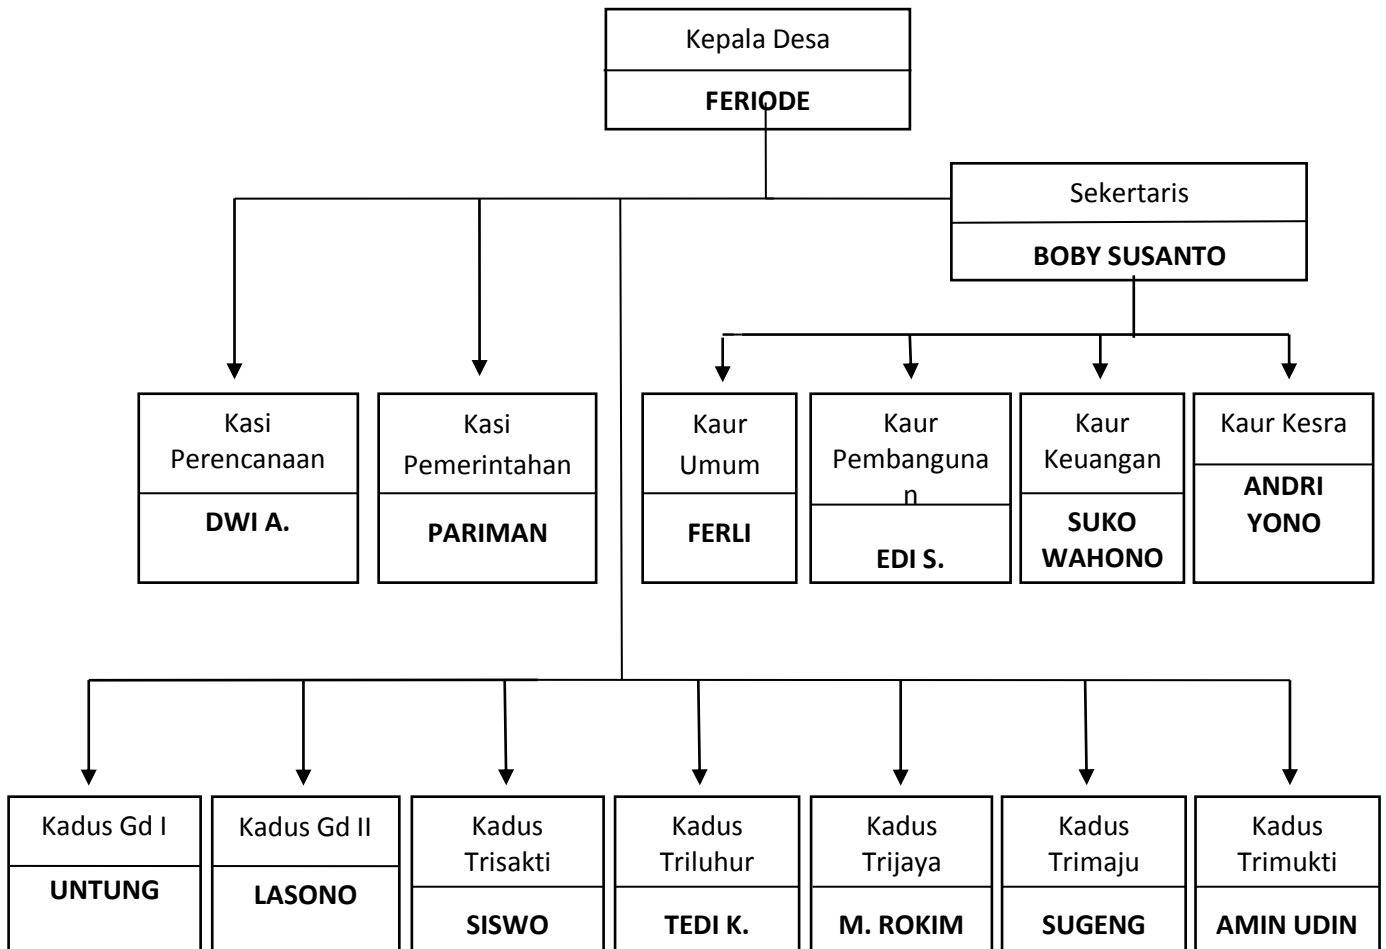 Kepala Desa
FERIODE
Sekertaris
BOBY SUSANTO
Kasi
Perencanaan
DWI A.
Kasi
Pemerintahan
PARIMAN
Kaur
Umum
FERLI
Kaur
Pembanguna
n
EDI S.
Kaur
Keuangan
SUKO
WAHONO
Kaur Kesra
ANDRI
YONO
Kadus Gd I
UNTUNG
Kadus Gd II
LASONO
Kadus
Trisakti
SISWO
Kadus
Triluhur
TEDI K.
Kadus
Trijaya
M. ROKIM
Kadus
Trimaju
SUGENG
Kadus
Trimukti
AMIN UDIN